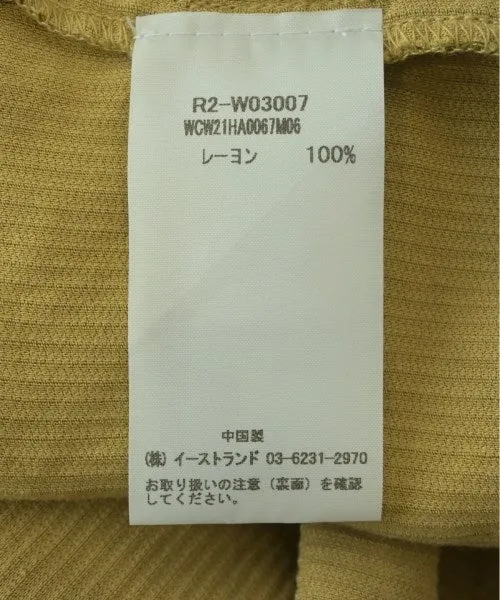 R2-W03007
WCW21HA0067M06
レーヨン 100%
中国製
(株) イーストランド 03-6231-2970
お取り扱いの注意（裏面）を確認
してください。